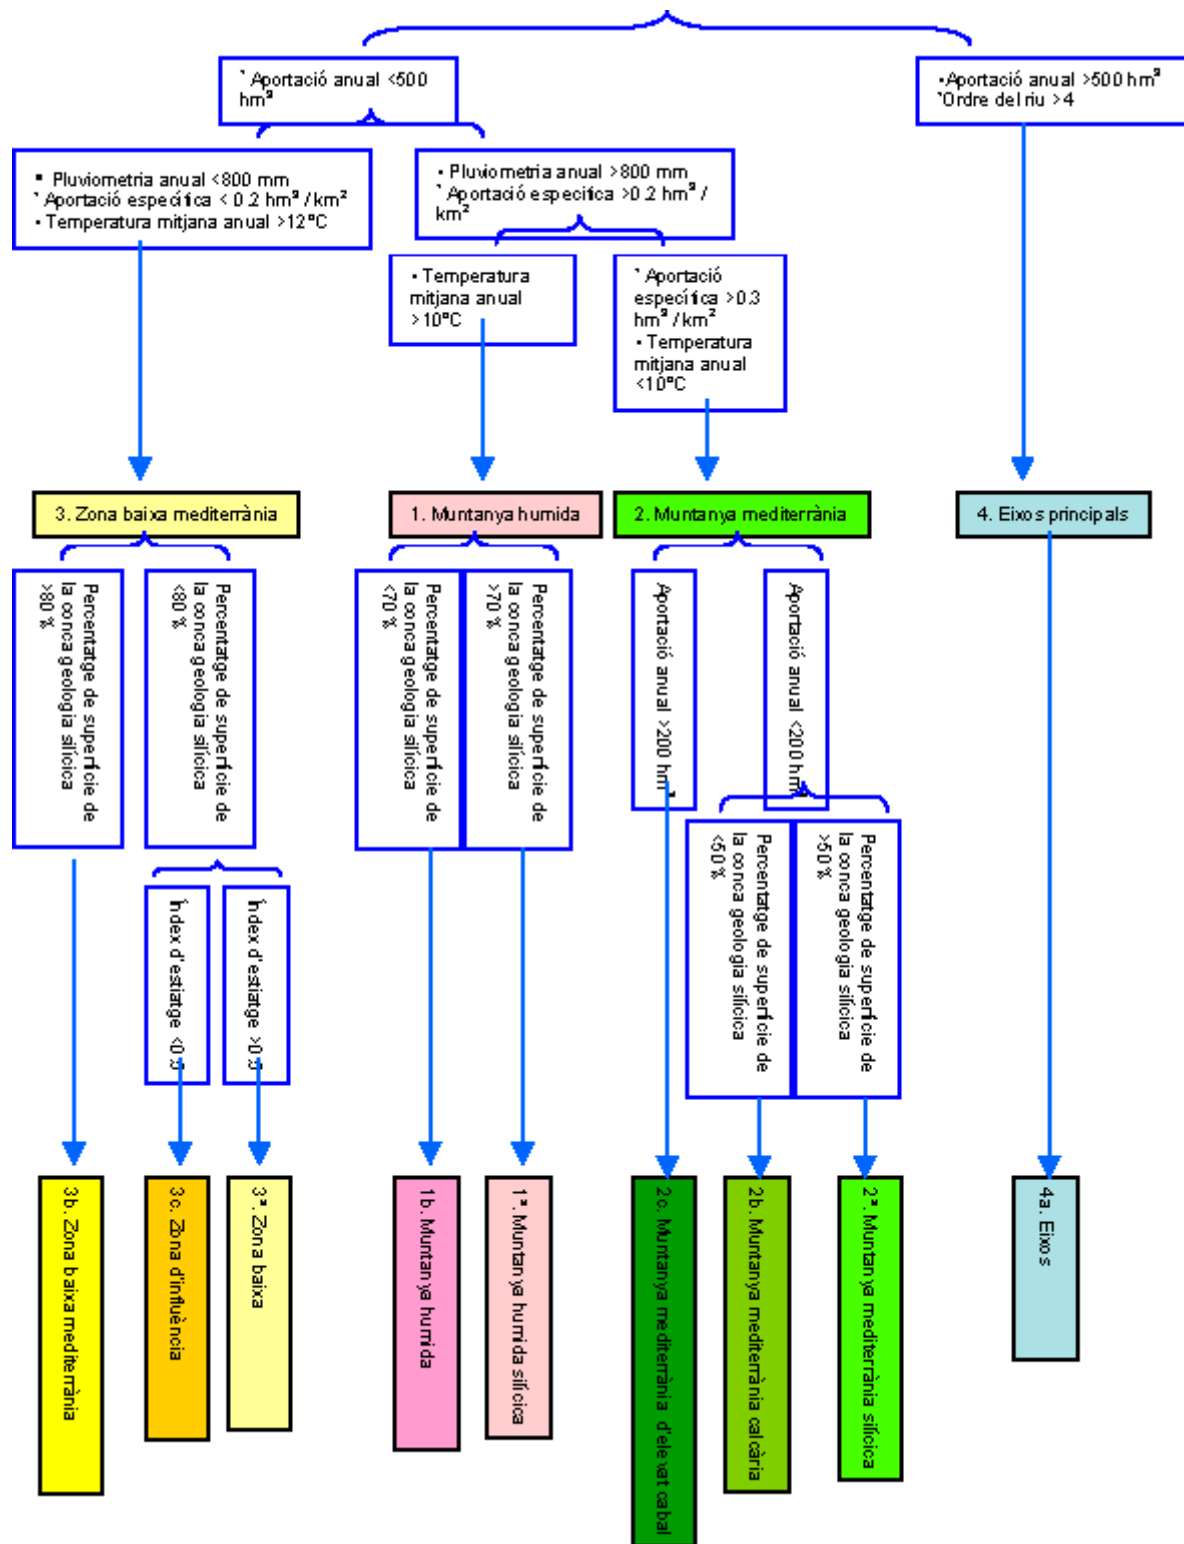 • Aportació anual <500
hm³
• Aportació anual >500 hm³
• Ordre del riu >4
▪ Pluviometria anual <800 mm
• Aportació específica < 0.2 hm³ / km²
• Temperatura mitjana anual >12ºC
• Pluviometria anual >800 mm
• Aportació específica >0.2 hm³ /
km²
• Temperatura
mitjana anual
>10ºC
• Aportació
específica >0.3
hm³ / km²
• Temperatura
mitjana anual
<10ºC
3. Zona baixa mediterrània
1. Muntanya humida
2. Muntanya mediterrània
4. Eixos principals
Percentatge de superfície de
la conca geologia silícica
>80 %
Percentatge de superfície de
la conca geologia silícica
<80 %
Percentatge de superfície de
la conca geologia silícica
<70 %
Percentatge de superfície de
la conca geologia silícica
>70 %
Aportació anual >200 hm³
Aportació anual <200 hm³
Percentatge de superfície de
la conca geologia silícica
<50 %
Percentatge de superfície de
la conca geologia silícica
>50 %
Índex d'estiatge
Índex d'estiatge
3b. Zona baixa mediterrània
3c. Zona d'influència
3ª. Zona baixa
1b. Muntanya humida
1ª. Muntanya humida silícica
2c. Muntanya mediterrània d'elevat cabal
2b. Muntanya mediterrània calcària
2ª. Muntanya mediterrània silícica
4a. Eixos